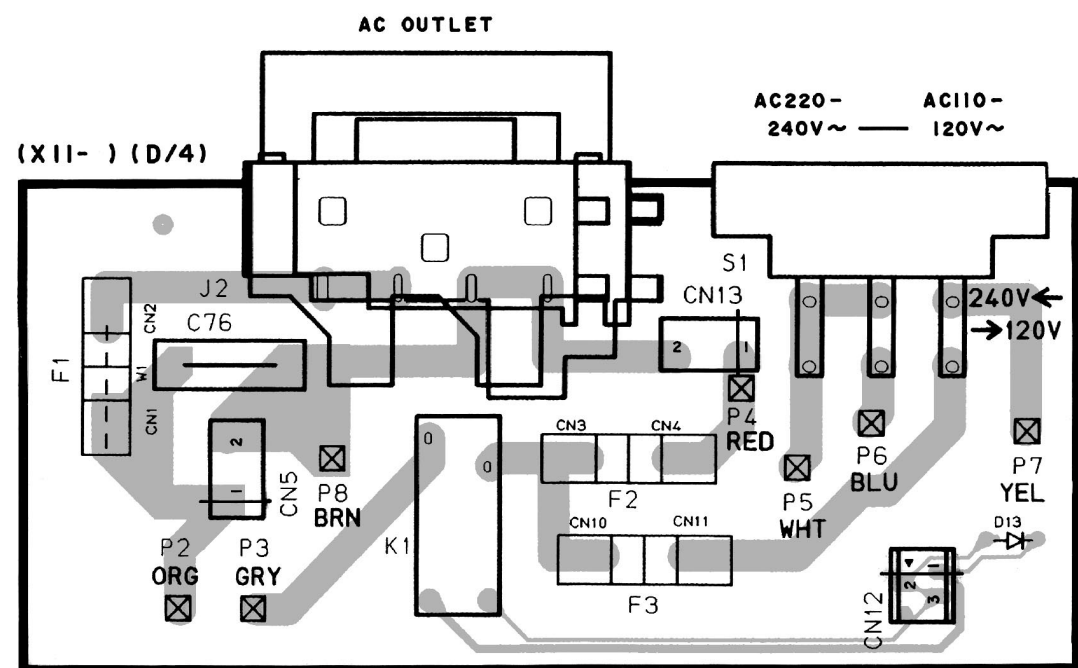 AC OUTLET
AC220-
240V~
AC110-
120V~
(X11- ) (D/4)
S1
J2
CN13
240V←
→120V
C76
CN2
F1
W1
CN1
2
1
P4
RED
CN3
CN4
2
1
CN5
P8
BRN
0
0
F2
P5
WHT
P6
BLU
P7
YEL
K1
CN10
CN11
D13
P2
ORG
P3
GRY
F3
1
2
3
CN12